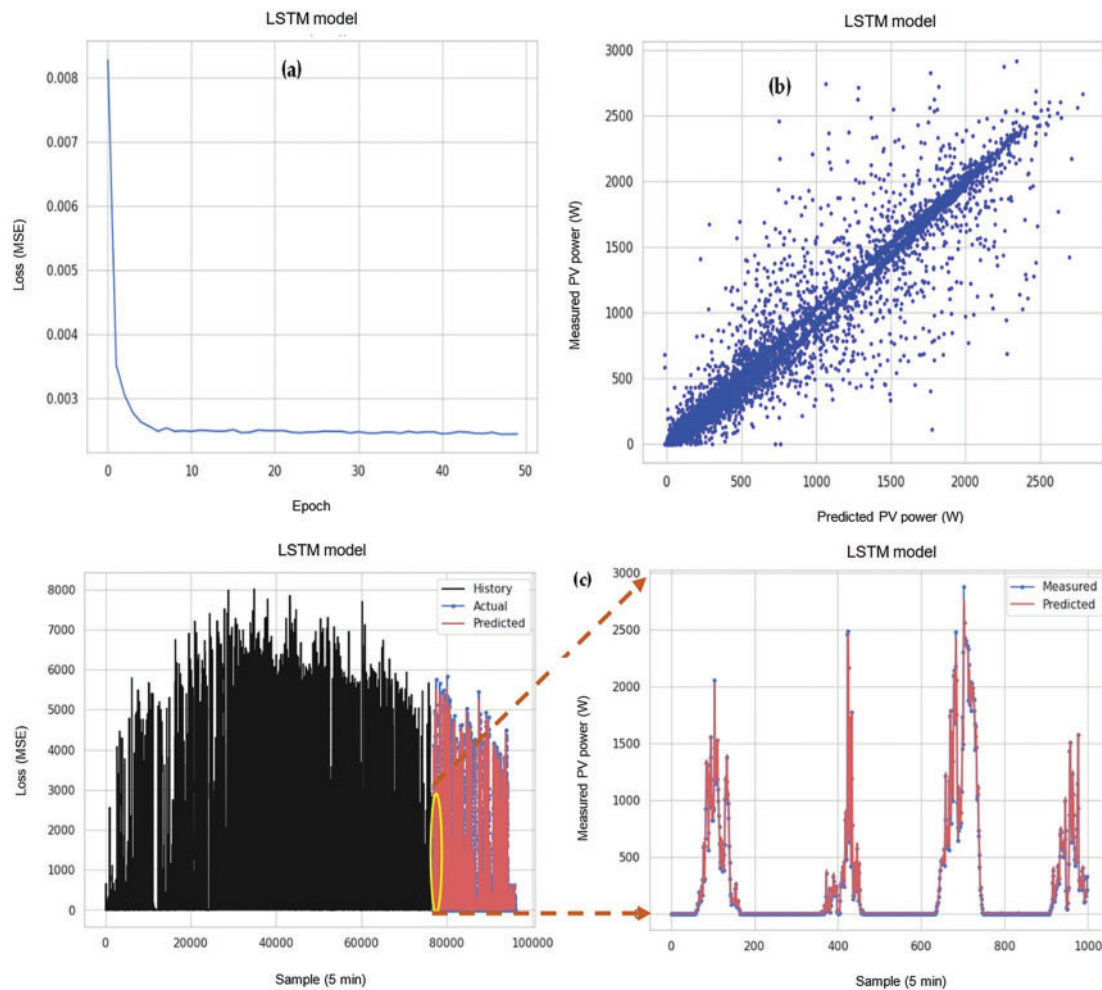 LSTM model
(a)
0.008
0.007
0.006
0.005
0.004
0.003
Loss (MSE)
0 10 20 30 40 50
Epoch
LSTM model
(b)
3000
2500
2000
1500
1000
500
0
Measured PV power (W)
0 500 1000 1500 2000 2500
Predicted PV power (W)
LSTM model
History
Actual
Predicted
8000
7000
6000
5000
4000
3000
2000
1000
0
Loss (MSE)
0 20000 40000 60000 80000 100000
Sample (5 min)
(c)
LSTM model
Measured
Predicted
3000
2500
2000
1500
1000
500
Measured PV power (W)
0 200 400 600 800 1000
Sample (5 min)